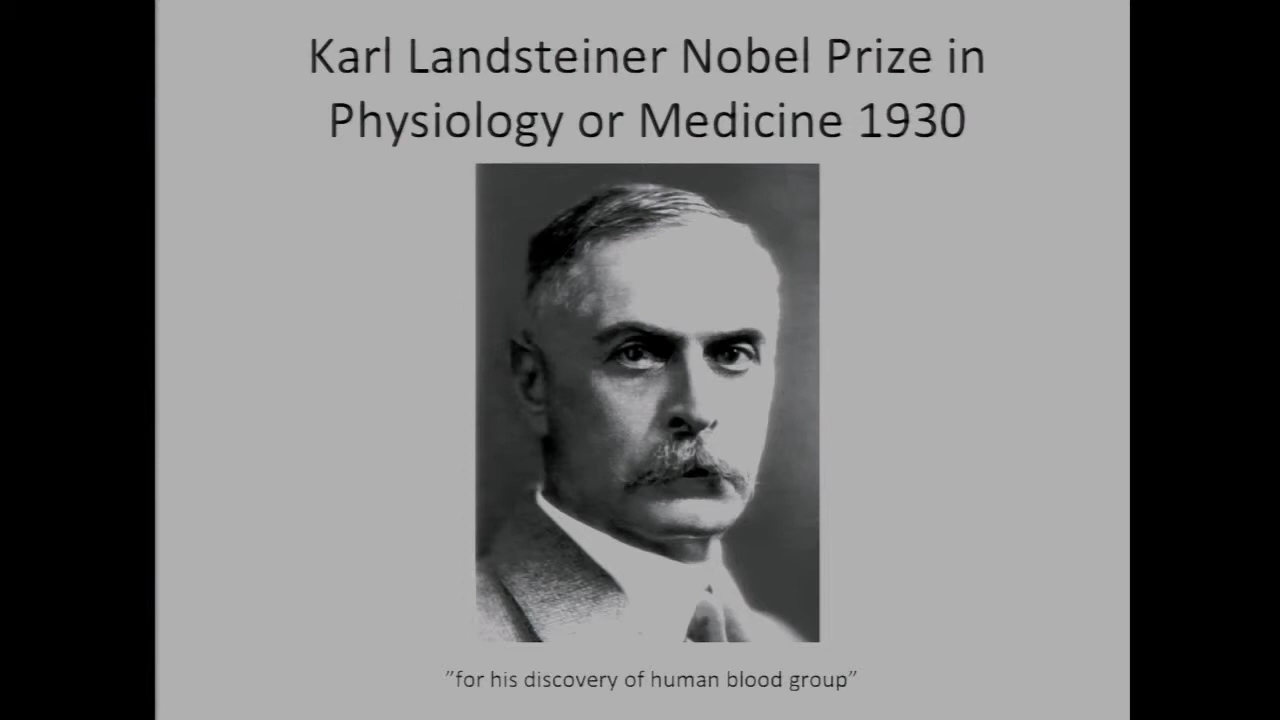 Karl Landsteiner Nobel Prize in
Physiology or Medicine 1930
”for his discovery of human blood group”